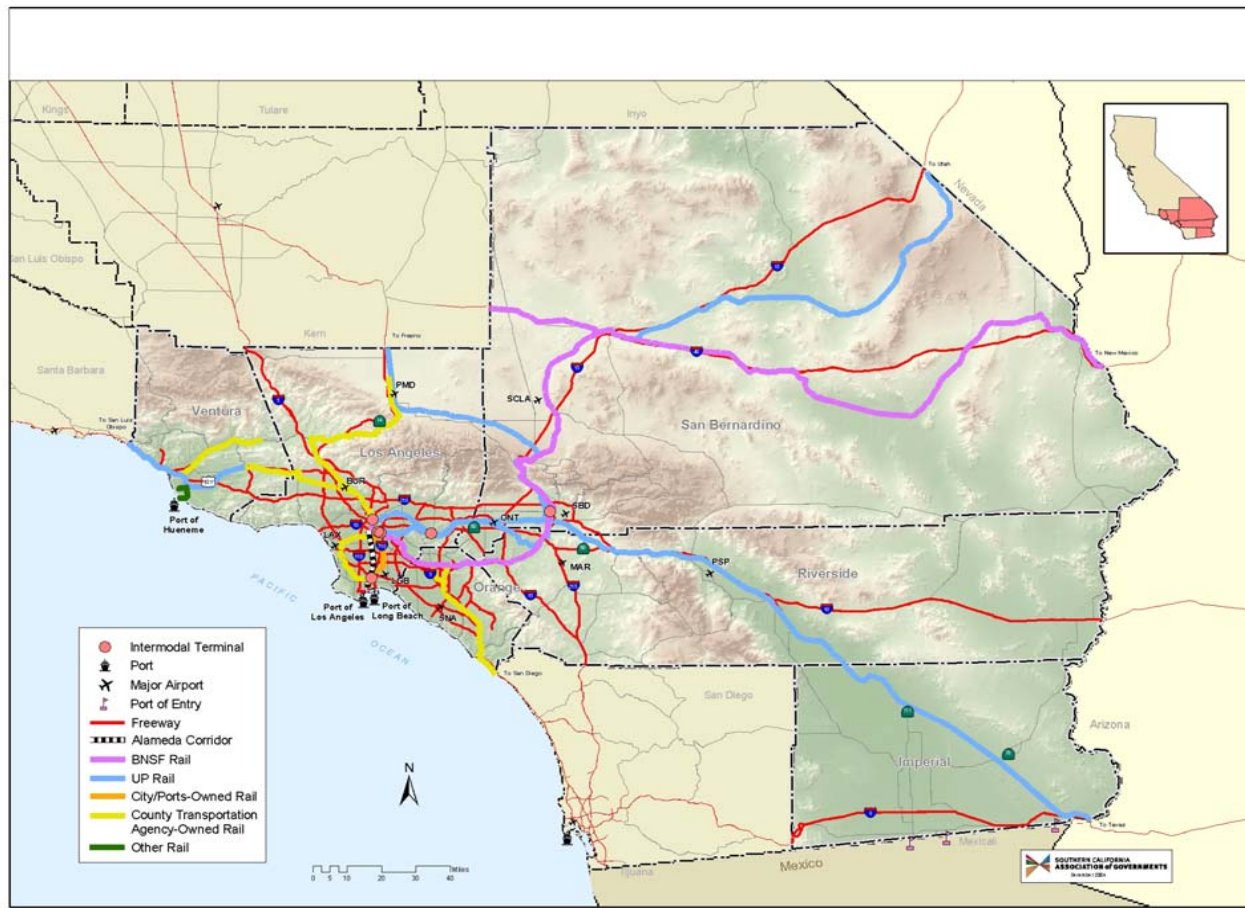 Kings
Tulare
Inyo
To Utah
Nevada
San Luis Obispo
Kern
To Fresno
Santa Barbara
To New Mexico
PMD
SCLA
Ventura
San Bernardino
To San Luis
Obispo
Los Angeles
BUR
SBD
ONT
Port of
Hueneme
LAX
MAR
PSP
LGB
Riverside
Orange
PACIFIC
OCEAN
Port of
Los Angeles
Port of
Long Beach
SNA
To San Diego
San Diego
Arizona
Imperial
To Texas
Mexicali
Mexico
Tijuana
Intermodal Terminal
Port
Major Airport
Port of Entry
Freeway
Alameda Corridor
BNSF Rail
UP Rail
City/Ports-Owned Rail
County Transportation
Agency-Owned Rail
Other Rail
N
0 5 10 20 30 40 Miles
SOUTHERN CALIFORNIA
ASSOCIATION of GOVERNMENTS